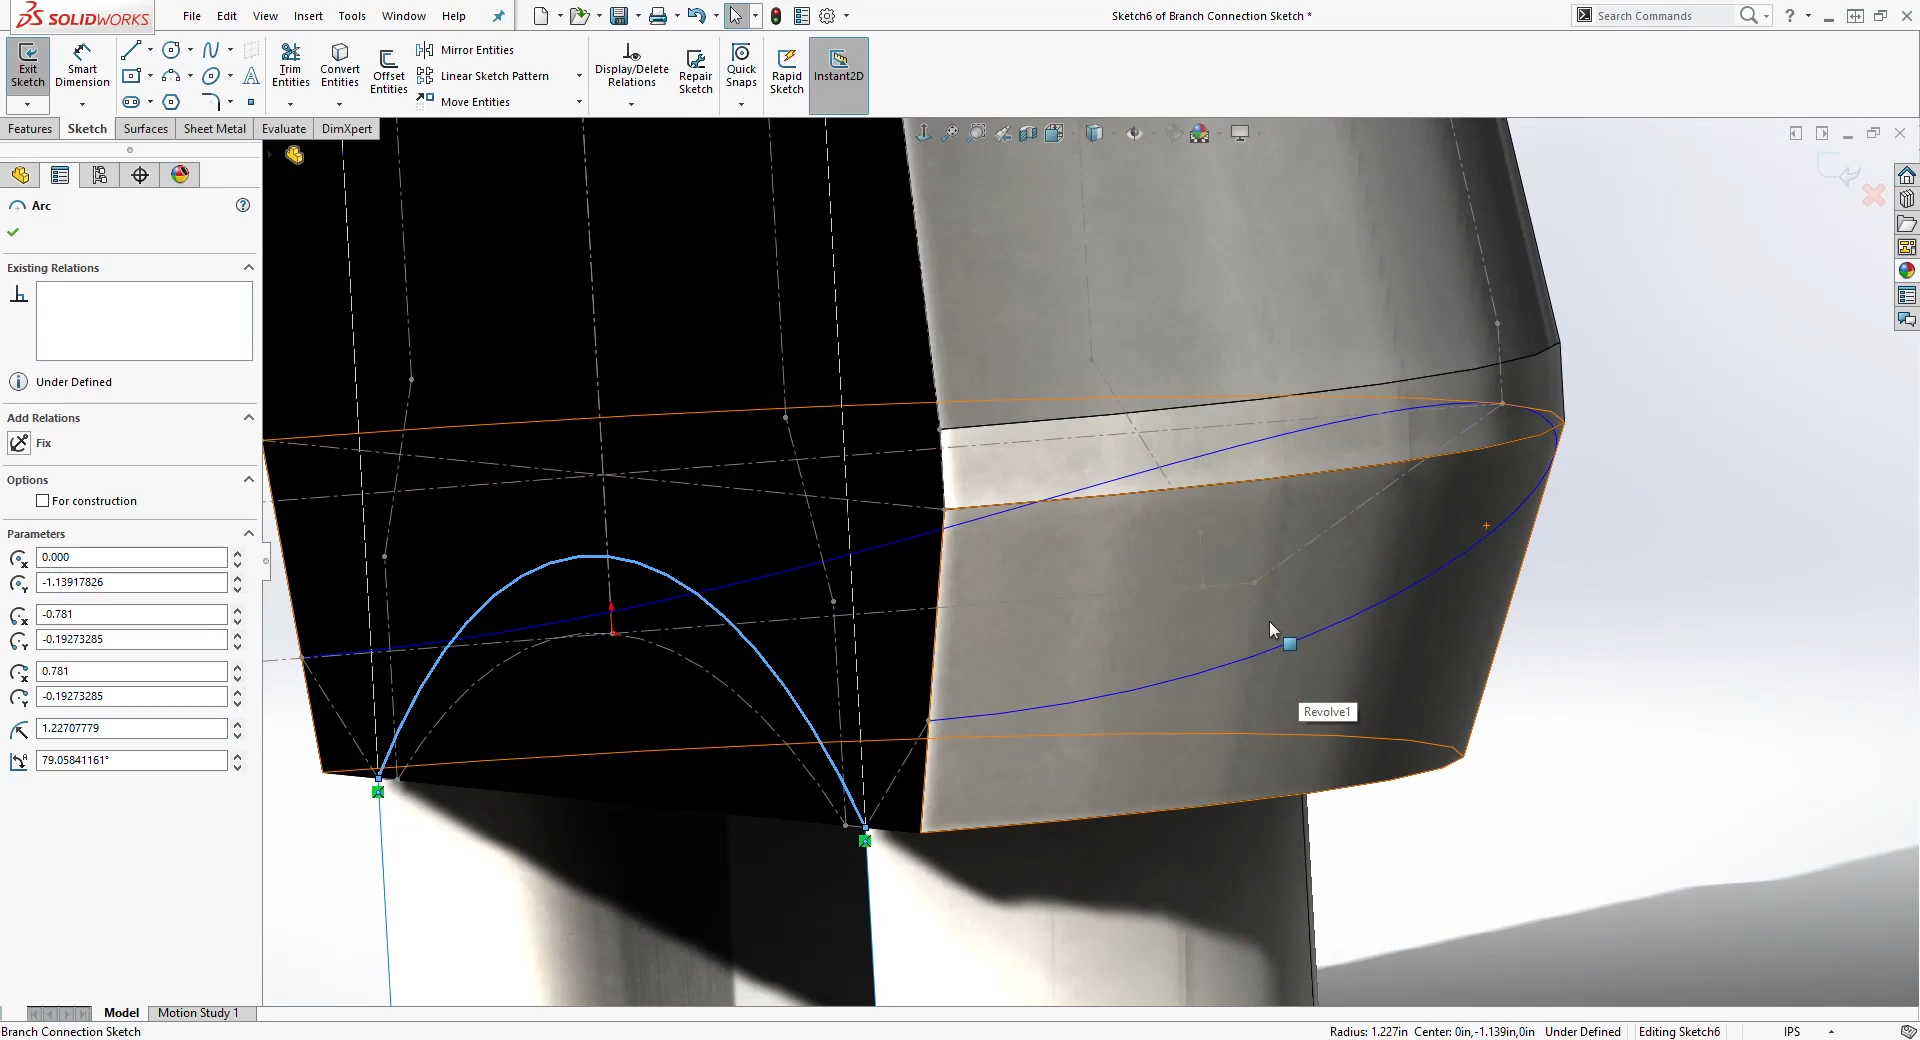 SOLIDWORKS
File Edit View Insert Tools Window Help
Sketch6 of Branch Connection Sketch *
Search Commands
Exit Sketch
Smart Dimension
Trim Entities
Convert Entities
Offset Entities
Mirror Entities
Linear Sketch Pattern
Move Entities
Display/Delete Relations
Repair Sketch
Quick Snaps
Rapid Sketch
Instant2D
Features Sketch Surfaces Sheet Metal Evaluate DimXpert
Arc
Existing Relations
Under Defined
Add Relations
Fix
Options
For construction
Parameters
0.000
-1.13917826
-0.781
-0.19273285
0.781
-0.19273285
1.22707779
79.05841161°
Revolve1
Model Motion Study 1
Branch Connection Sketch
Radius: 1.227in Center: 0in,-1.139in,0in Under Defined Editing Sketch6 IPS